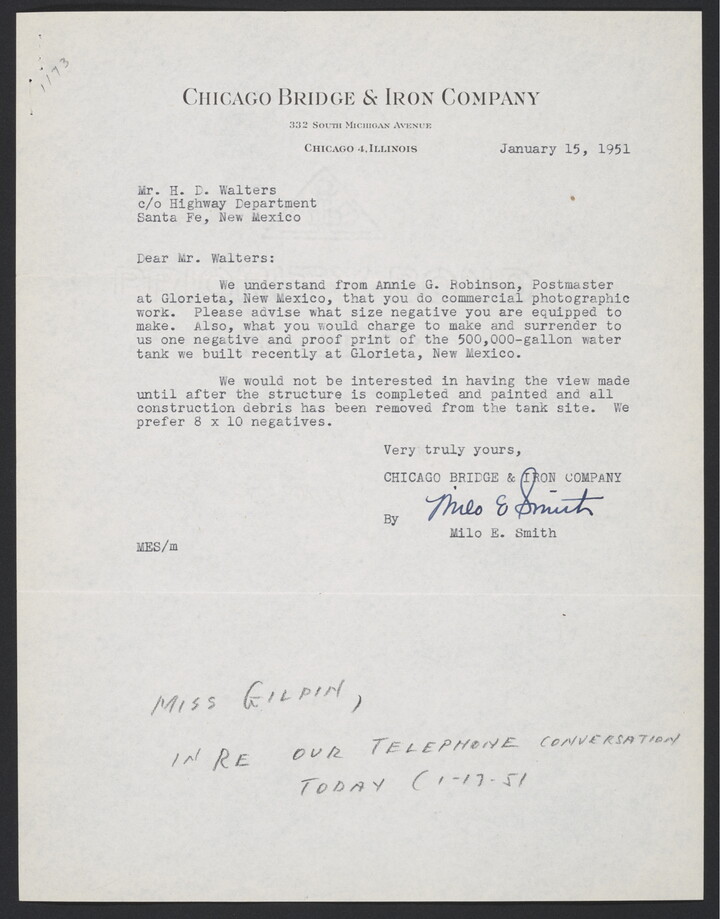 1173
CHICAGO BRIDGE & IRON COMPANY
332 SOUTH MICHIGAN AVENUE
CHICAGO 4, ILLINOIS
January 15, 1951
Mr. H. D. Walters
c/o Highway Department
Santa Fe, New Mexico
Dear Mr. Walters:
We understand from Annie G. Robinson, Postmaster
at Glorieta, New Mexico, that you do commercial photographic
work. Please advise what size negative you are equipped to
make. Also, what you would charge to make and surrender to
us one negative and proof print of the 500,000-gallon water
tank we built recently at Glorieta, New Mexico.
We would not be interested in having the view made
until after the structure is completed and painted and all
construction debris has been removed from the tank site. We
prefer 8 x 10 negatives.
Very truly yours,
CHICAGO BRIDGE & IRON COMPANY
Milo E Smith
By
Milo E. Smith
MES/m
MISS GILPIN,
IN RE OUR TELEPHONE CONVERSATION
TODAY (1-17-51